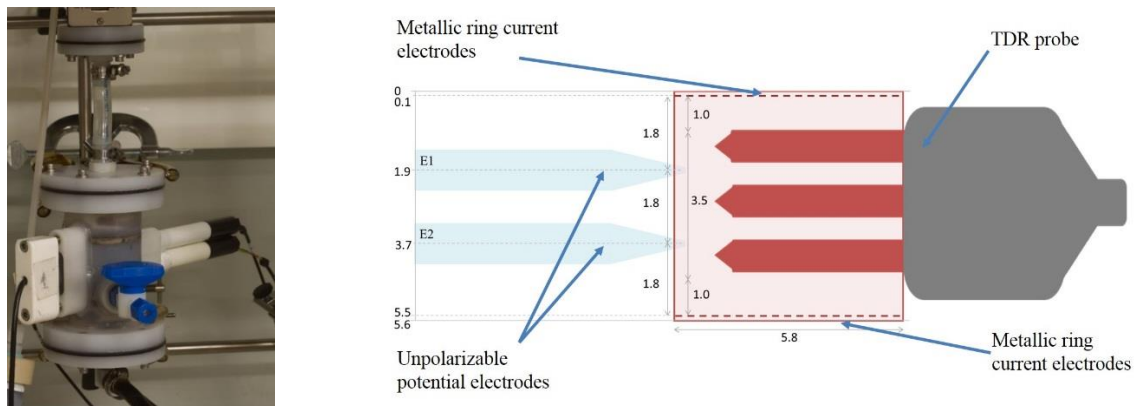 Metallic ring current
electrodes
TDR probe
0
0.1
1.0
1.8
E1
1.9
1.8
3.5
E2
3.7
1.8
1.0
5.5
5.6
5.8
Unpolarizable
potential electrodes
Metallic ring
current electrodes